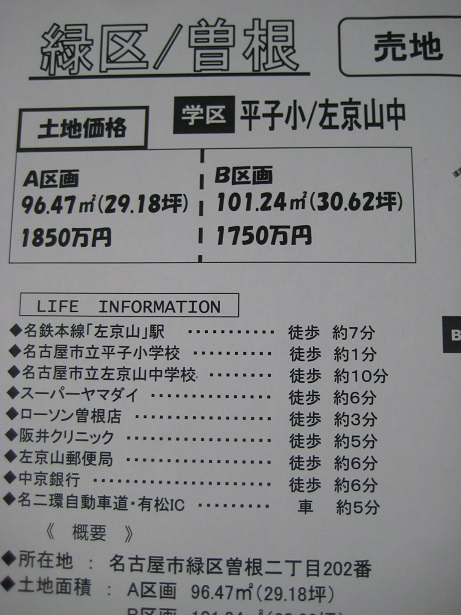 緑区/曽根
売地
土地価格
学区 平子小/左京山中
A区画
96.47㎡(29.18坪)
1850万円
B区画
101.24㎡(30.62坪)
1750万円
LIFE INFORMATION
◆名鉄本線「左京山」駅 ・・・・・・・・・・・ 徒歩 約7分
◆名古屋市立平子小学校 ・・・・・・・・・・ 徒歩 約1分
◆名古屋市立左京山中学校 ・・・・・・・・ 徒歩 約10分
◆スーパーヤマダイ ・・・・・・・・・・・・・ 徒歩 約6分
◆ローソン曽根店 ・・・・・・・・・・・・・・・ 徒歩 約3分
◆阪井クリニック ・・・・・・・・・・・・・・・・ 徒歩 約5分
◆左京山郵便局 ・・・・・・・・・・・・・・・・ 徒歩 約6分
◆中京銀行 ・・・・・・・・・・・・・・・・・・・・ 徒歩 約6分
◆名二環自動車道・有松IC ・・・・・・・・・ 車 約5分
《 概要 》
◆所在地 : 名古屋市緑区曽根二丁目202番
◆土地面積 : A区画 96.47㎡(29.18坪)
B